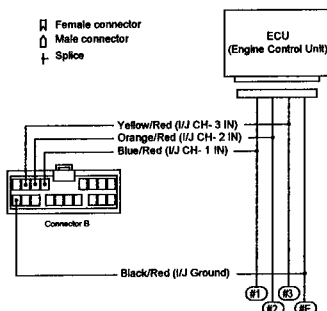 Female connector
Male connector
Splice
ECU
(Engine Control Unit)
Yellow/Red (I/J CH- 3 IN)
Orange/Red (I/J CH- 2 IN)
Blue/Red (I/J CH- 1 IN)
Connector B
Black/Red (I/J Ground)
#1
#3
#2
#E